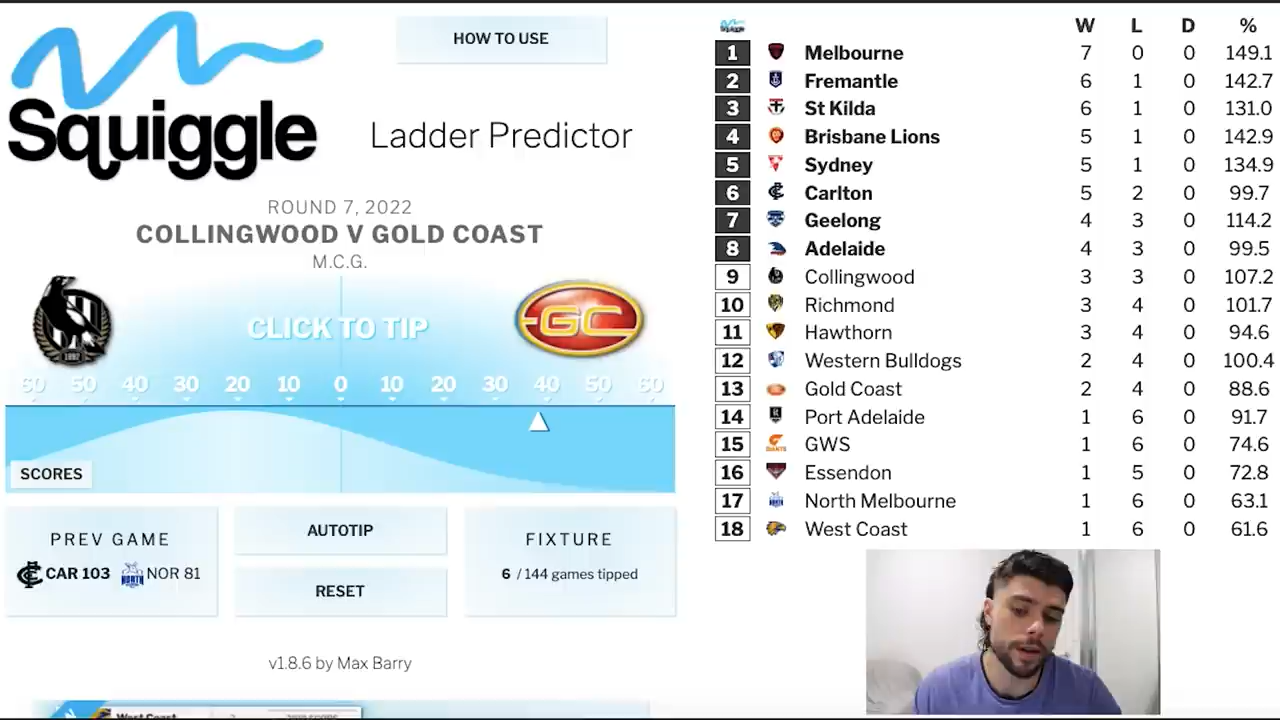 HOW TO USE
Squiggle
Ladder Predictor
ROUND 7, 2022
COLLINGWOOD V GOLD COAST
M.C.G.
1892
CLICK TO TIP
GC
60 50 40 30 20 10 0 10 20 30 40 50 60
SCORES
PREV GAME
CAR 103 NOR 81
AUTOTIP
RESET
FIXTURE
6 / 144 games tipped
v1.8.6 by Max Barry
West Coast
W L D %
1 Melbourne 7 0 0 149.1
2 Fremantle 6 1 0 142.7
3 St Kilda 6 1 0 131.0
4 Brisbane Lions 5 1 0 142.9
5 Sydney 5 1 0 134.9
6 Carlton 5 2 0 99.7
7 Geelong 4 3 0 114.2
8 Adelaide 4 3 0 99.5
9 Collingwood 3 3 0 107.2
10 Richmond 3 4 0 101.7
11 Hawthorn 3 4 0 94.6
12 Western Bulldogs 2 4 0 100.4
13 Gold Coast 2 4 0 88.6
14 Port Adelaide 1 6 0 91.7
15 GWS 1 6 0 74.6
16 Essendon 1 5 0 72.8
17 North Melbourne 1 6 0 63.1
18 West Coast 1 6 0 61.6